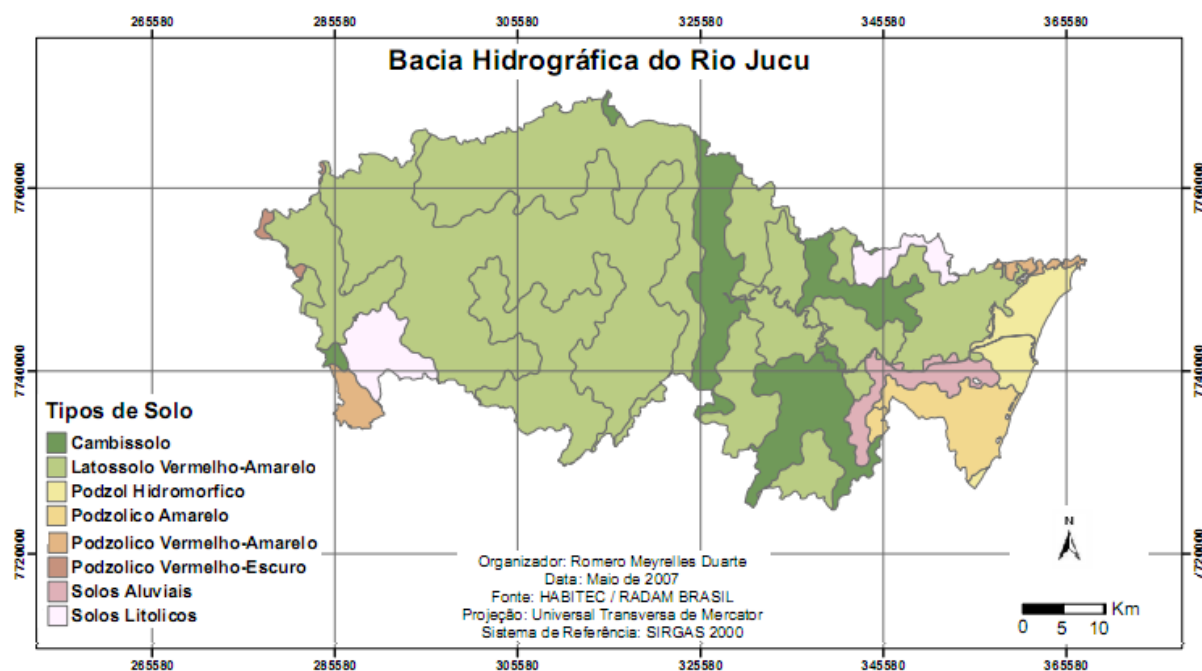 265580 285580 305580 325580 345580 365580
Bacia Hidrográfica do Rio Jucu
7760000 7760000
7740000 7740000
Tipos de Solo
Cambissolo
Latossolo Vermelho-Amarelo
Podzol Hidromorfico
Podzolico Amarelo
Podzolico Vermelho-Amarelo
Podzolico Vermelho-Escuro
Solos Aluviais
Solos Litolicos
7720000 7720000
Organizador: Romero Meyrelles Duarte
Data: Maio de 2007
Fonte: HABITEC / RADAM BRASIL
Projeção: Universal Transversa de Mercator
Sistema de Referência: SIRGAS 2000
N
Km
0 5 10
265580 285580 305580 325580 345580 365580